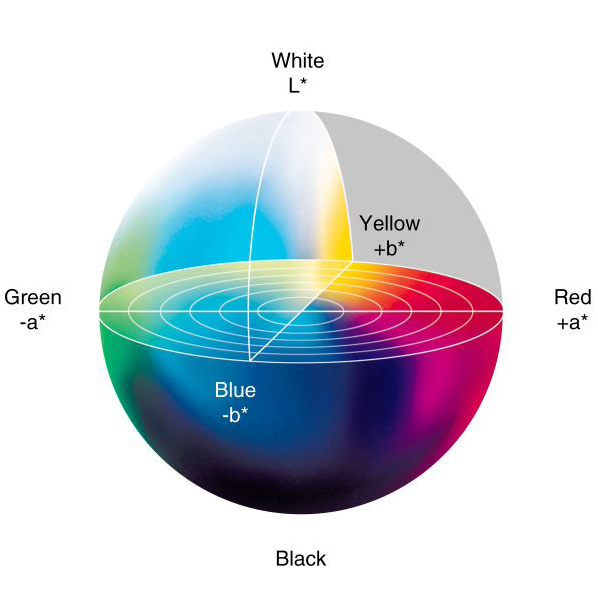 White
L*
Yellow
+b*
Green
-a*
Red
+a*
Blue
-b*
Black